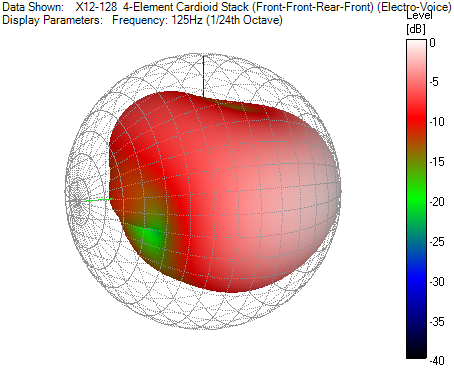 Data Shown: X12-128 4-Element Cardioid Stack (Front-Front-Rear-Front) (Electro-Voice)
Display Parameters: Frequency: 125Hz (1/24th Octave)
Level
[dB]
0
-5
-10
-15
-20
-25
-30
-35
-40